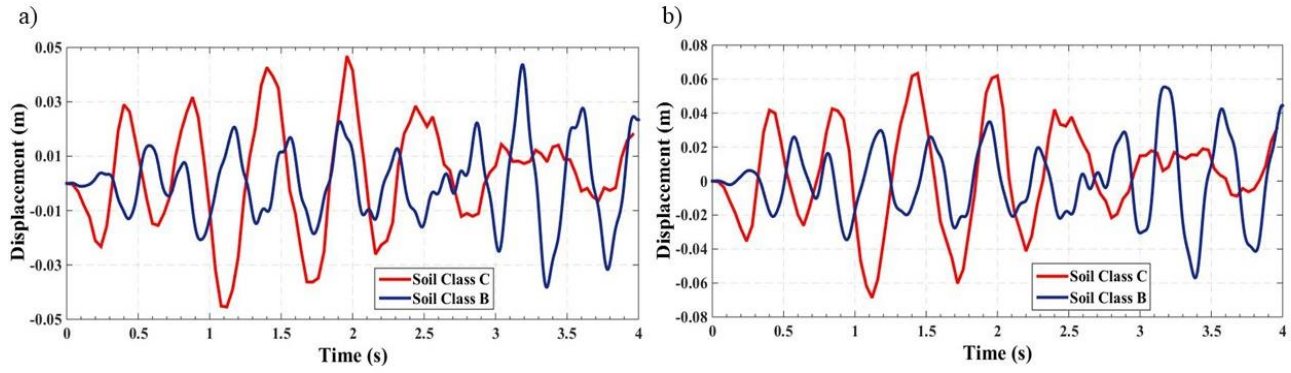 a)
Displacement (m)
0.05
0.03
0.01
-0.01
-0.03
-0.05
Soil Class C
Soil Class B
0 0.5 1 1.5 2 2.5 3 3.5 4
Time (s)
b)
Displacement (m)
0.08
0.06
0.04
0.02
0
-0.02
-0.04
-0.06
-0.08
Soil Class C
Soil Class B
0 0.5 1 1.5 2 2.5 3 3.5 4
Time (s)